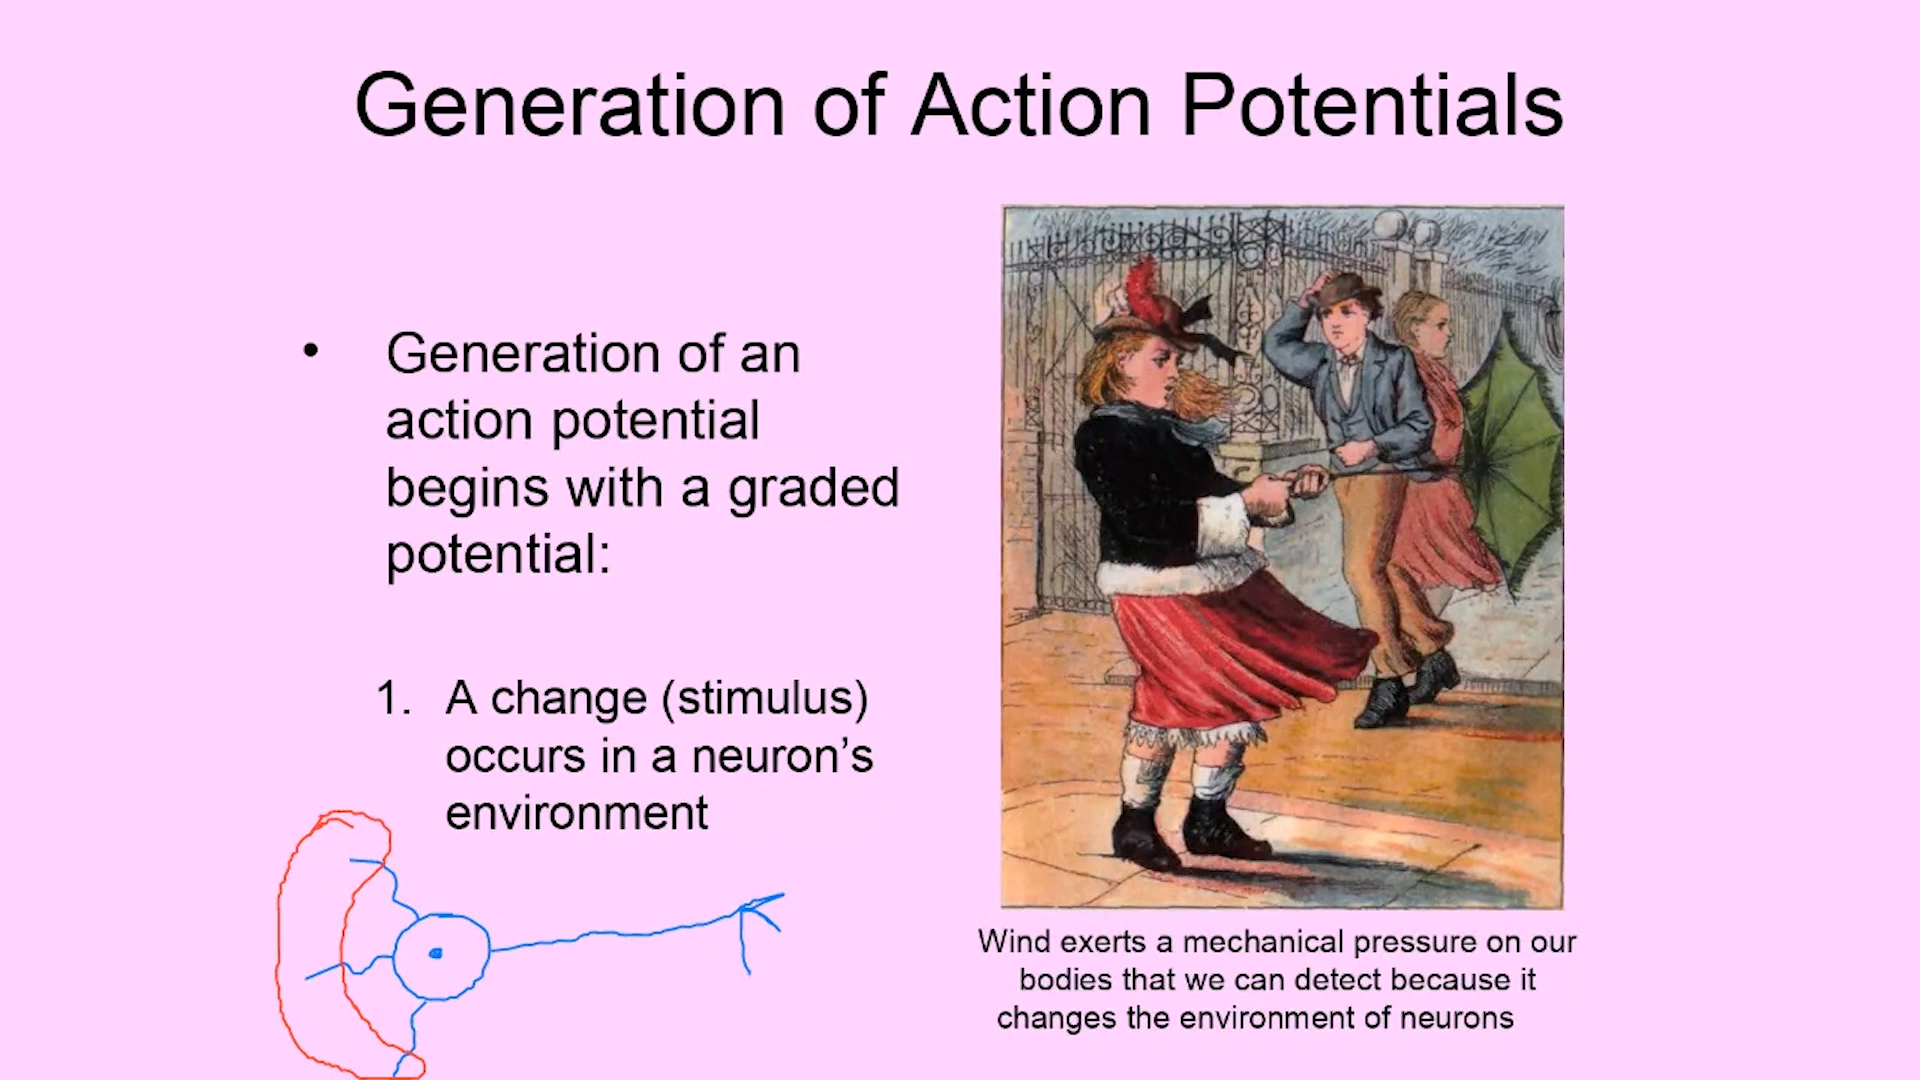 Generation of Action Potentials
• Generation of an
action potential
begins with a graded
potential:
1. A change (stimulus)
occurs in a neuron’s
environment
Wind exerts a mechanical pressure on our
bodies that we can detect because it
changes the environment of neurons